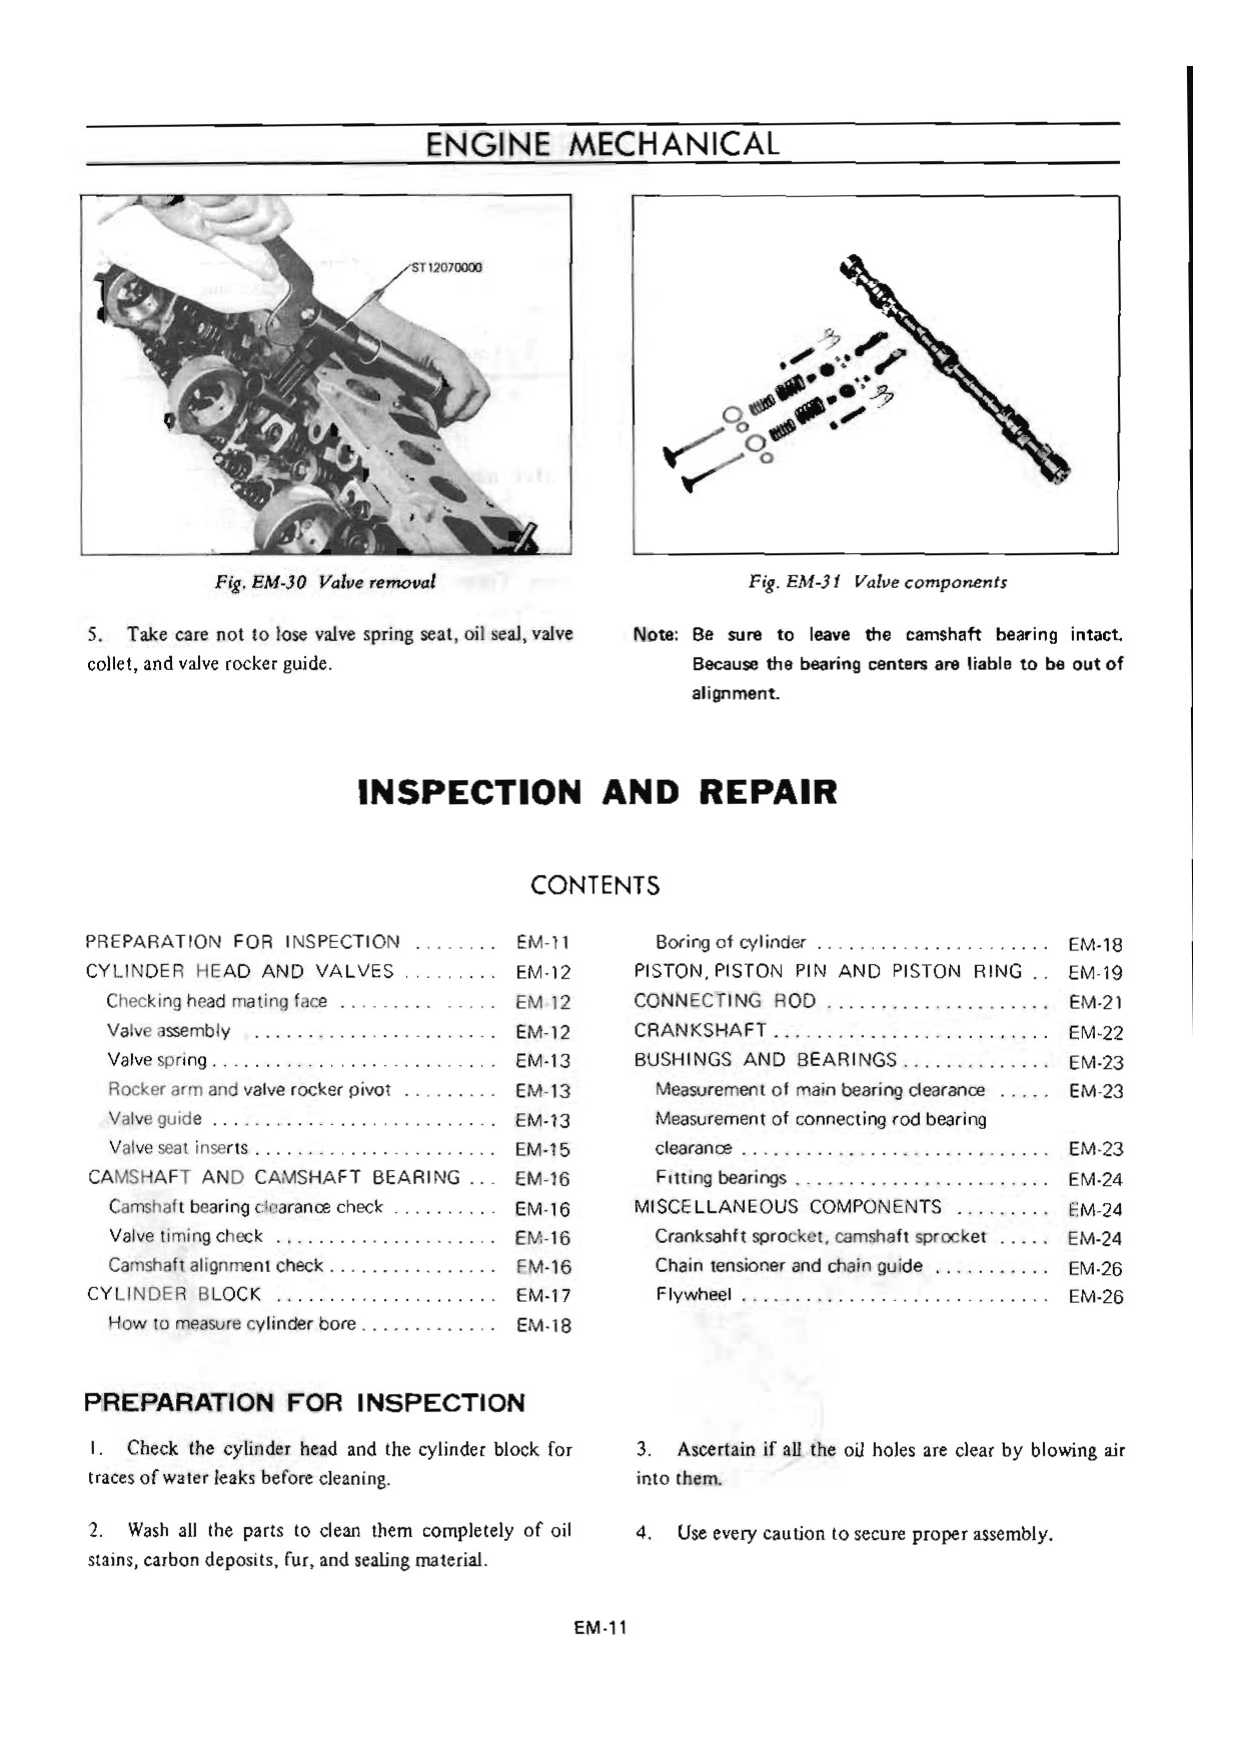 ENGINE MECHANICAL
ST12070000
Fig. EM-30 Valve removal
5. Take care not to lose valve spring seat, oil seal, valve
collet, and valve rocker guide.
Fig. EM-31 Valve components
Note: Be sure to leave the camshaft bearing intact.
Because the bearing centers are liable to be out of
alignment.
INSPECTION AND REPAIR
CONTENTS
PREPARATION FOR INSPECTION ........ EM-11
CYLINDER HEAD AND VALVES ......... EM-12
Checking head mating face ......... ..... EM-12
Valve assembly ....................... EM-12
Valve spring ........................... EM-13
Rocker arm and valve rocker pivot ......... EM-13
Valve guide ........................... EM-13
Valve seat inserts ....................... EM-15
CAMSHAFT AND CAMSHAFT BEARING ... EM-16
Camshaft bearing clearance check .......... EM-16
Valve timing check ..................... EM-16
Camshaft alignment check ................ EM-16
CYLINDER BLOCK ..................... EM-17
How to measure cylinder bore ............. EM-18
Boring of cylinder ...................... EM-18
PISTON, PISTON PIN AND PISTON RING .. EM-19
CONNECTING ROD ..................... EM-21
CRANKSHAFT .......................... EM-22
BUSHINGS AND BEARINGS .............. EM-23
Measurement of main bearing clearance ..... EM-23
Measurement of connecting rod bearing
clearance ............................. EM-23
Fitting bearings ........................ EM-24
MISCELLANEOUS COMPONENTS ......... EM-24
Cranksahft sprocket, camshaft sprocket ..... EM-24
Chain tensioner and chain guide ........... EM-26
Flywheel ............................. EM-26
PREPARATION FOR INSPECTION
1. Check the cylinder head and the cylinder block for
traces of water leaks before cleaning.
2. Wash all the parts to clean them completely of oil
stains, carbon deposits, fur, and sealing material.
3. Ascertain if all the oil holes are clear by blowing air
into them.
4. Use every caution to secure proper assembly.
EM-11